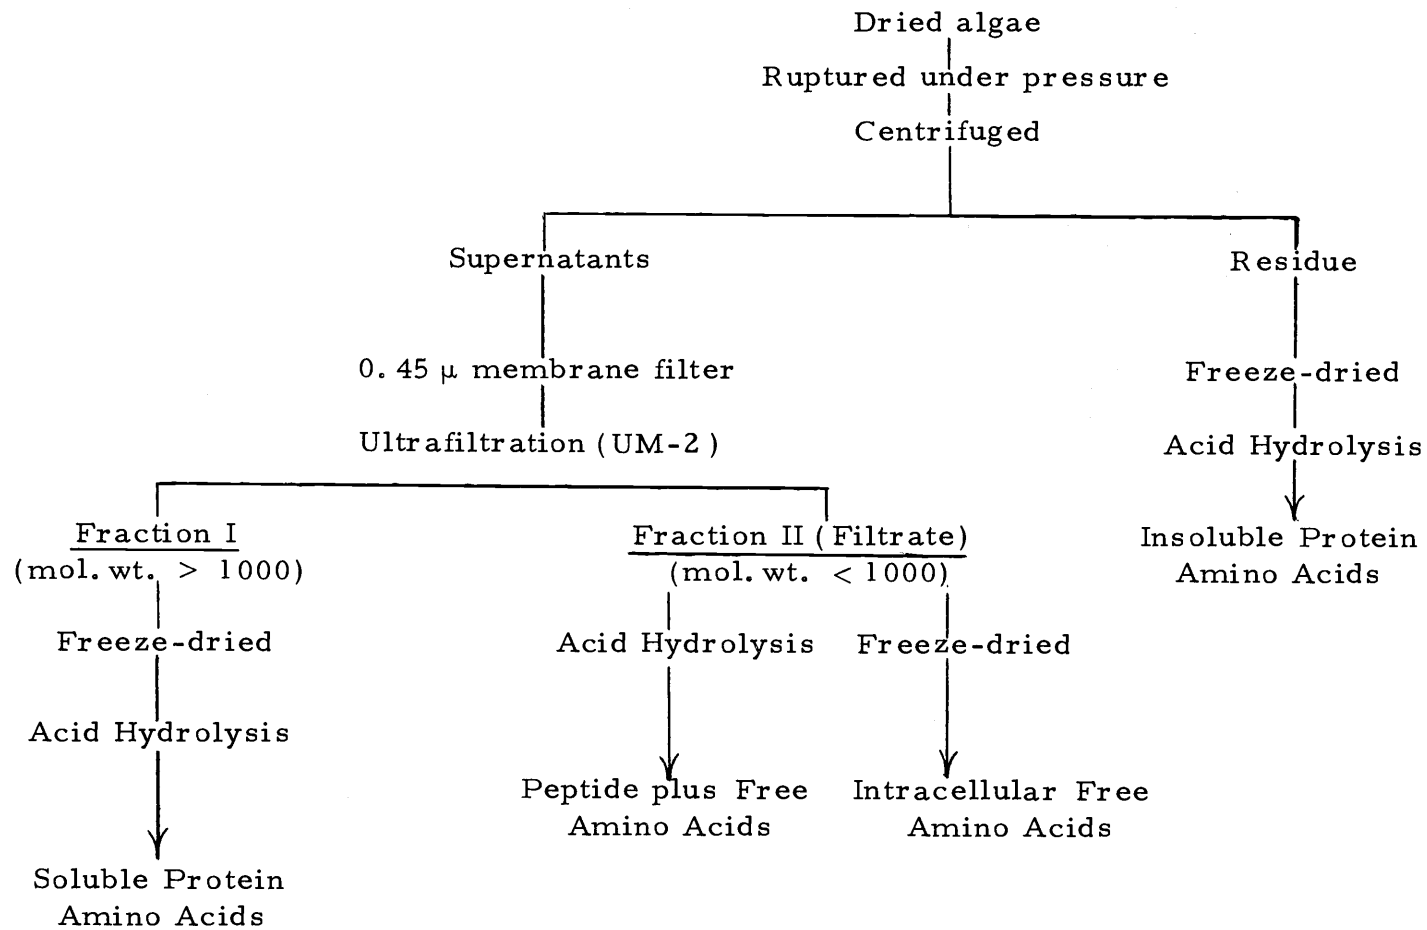 Dried algae
Ruptured under pressure
Centrifuged
Supernatants
Residue
0.45 μ membrane filter
Freeze-dried
Ultrafiltration (UM-2)
Acid Hydrolysis
Fraction I
(mol. wt. > 1000)
Fraction II (Filtrate)
(mol. wt. < 1000)
Insoluble Protein
Amino Acids
Freeze-dried
Acid Hydrolysis
Freeze-dried
Acid Hydrolysis
Peptide plus Free
Amino Acids
Intracellular Free
Amino Acids
Soluble Protein
Amino Acids